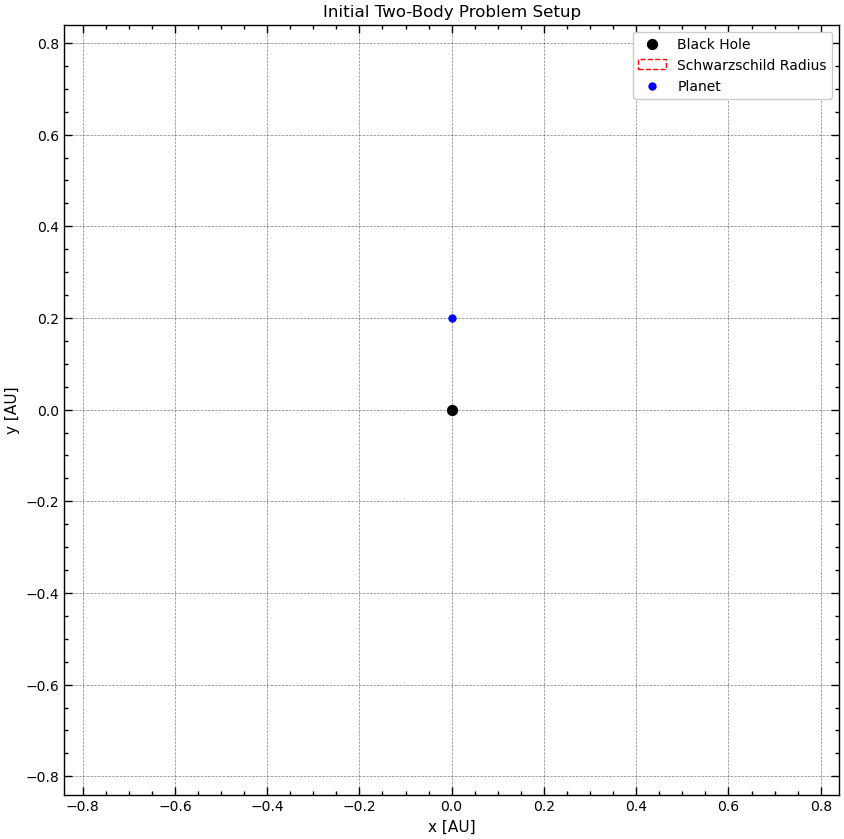 Initial Two-Body Problem Setup
Black Hole
Schwarzschild Radius
Planet
0.8
0.6
0.4
0.2
0.0
−0.2
−0.4
−0.6
−0.8
y [AU]
−0.8 −0.6 −0.4 −0.2 0.0 0.2 0.4 0.6 0.8
x [AU]